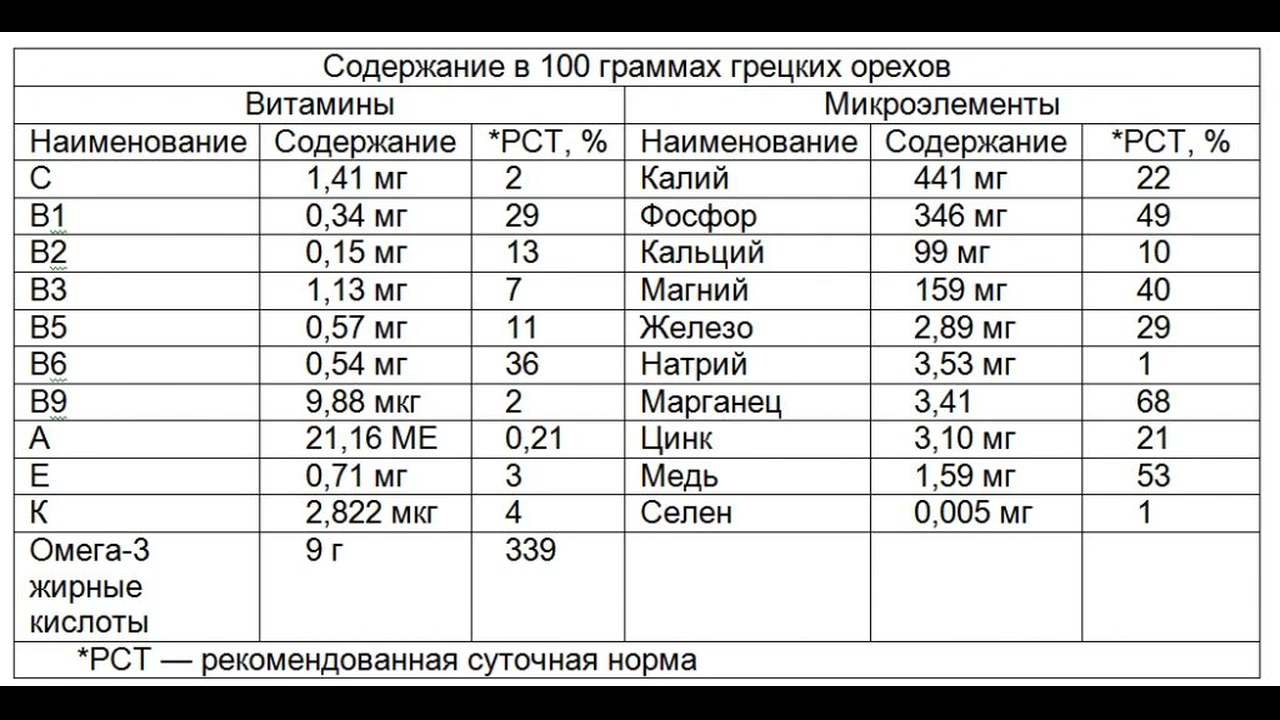 Содержание в 100 граммах грецких орехов
Витамины Микроэлементы
Наименование Содержание *РСТ, % Наименование Содержание *РСТ, %
С 1,41 мг 2 Калий 441 мг 22
В1 0,34 мг 29 Фосфор 346 мг 49
В2 0,15 мг 13 Кальций 99 мг 10
В3 1,13 мг 7 Магний 159 мг 40
В5 0,57 мг 11 Железо 2,89 мг 29
В6 0,54 мг 36 Натрий 3,53 мг 1
В9 9,88 мкг 2 Марганец 3,41 68
А 21,16 МЕ 0,21 Цинк 3,10 мг 21
Е 0,71 мг 3 Медь 1,59 мг 53
К 2,822 мкг 4 Селен 0,005 мг 1
Омега-3 9 г 339
жирные
кислоты
*РСТ — рекомендованная суточная норма